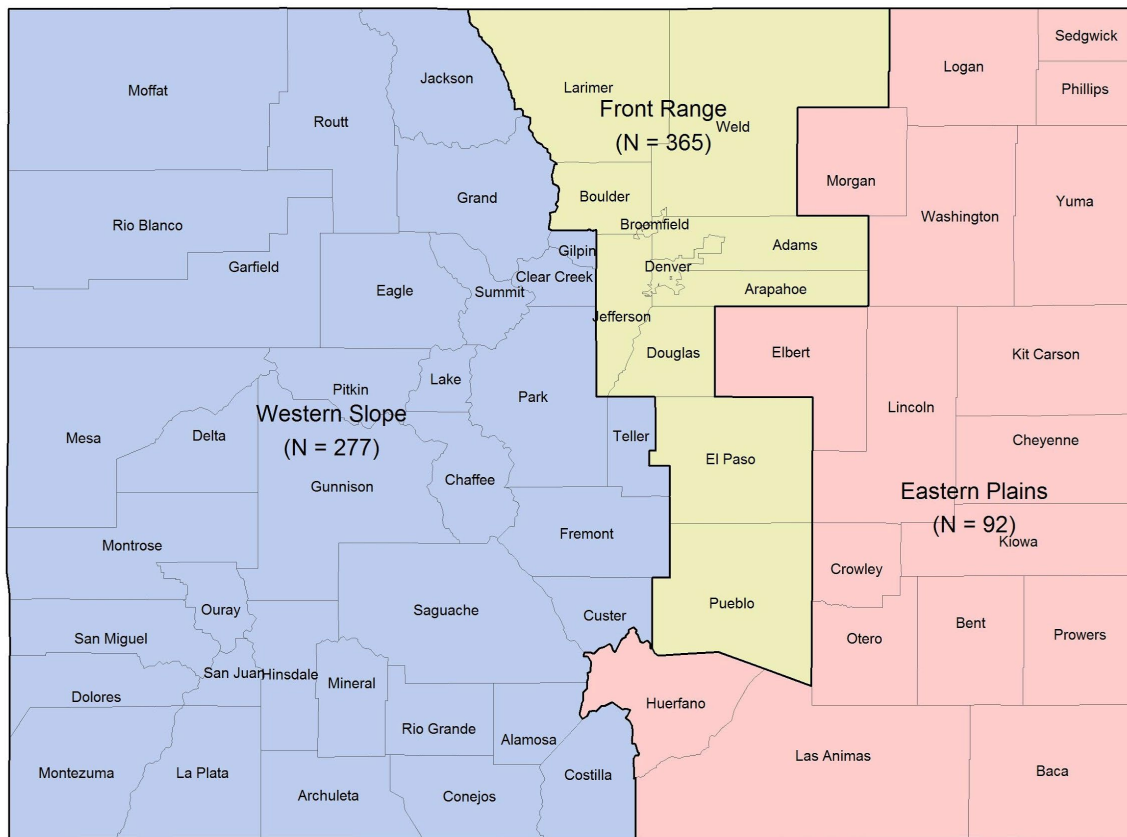 Sedgwick
Logan
Jackson
Larimer
Phillips
Moffat
Front Range
Routt
Weld
(N = 365)
Morgan
Grand
Boulder
Yuma
Washington
Rio Blanco
Broomfield
Adams
Gilpin
Garfield
Denver
Clear Creek
Eagle
Summit
Arapahoe
Jefferson
Elbert
Kit Carson
Douglas
Lake
Pitkin
Park
Lincoln
Western Slope
Delta
Teller
Mesa
Cheyenne
(N = 277)
El Paso
Chaffee
Gunnison
Eastern Plains
(N = 92)
Fremont
Kiowa
Montrose
Crowley
Saguache
Pueblo
Ouray
Custer
Bent
San Miguel
Otero
Prowers
San Juan
Hinsdale
Mineral
Dolores
Huerfano
Rio Grande
Alamosa
Las Animas
Montezuma
La Plata
Costilla
Baca
Archuleta
Conejos